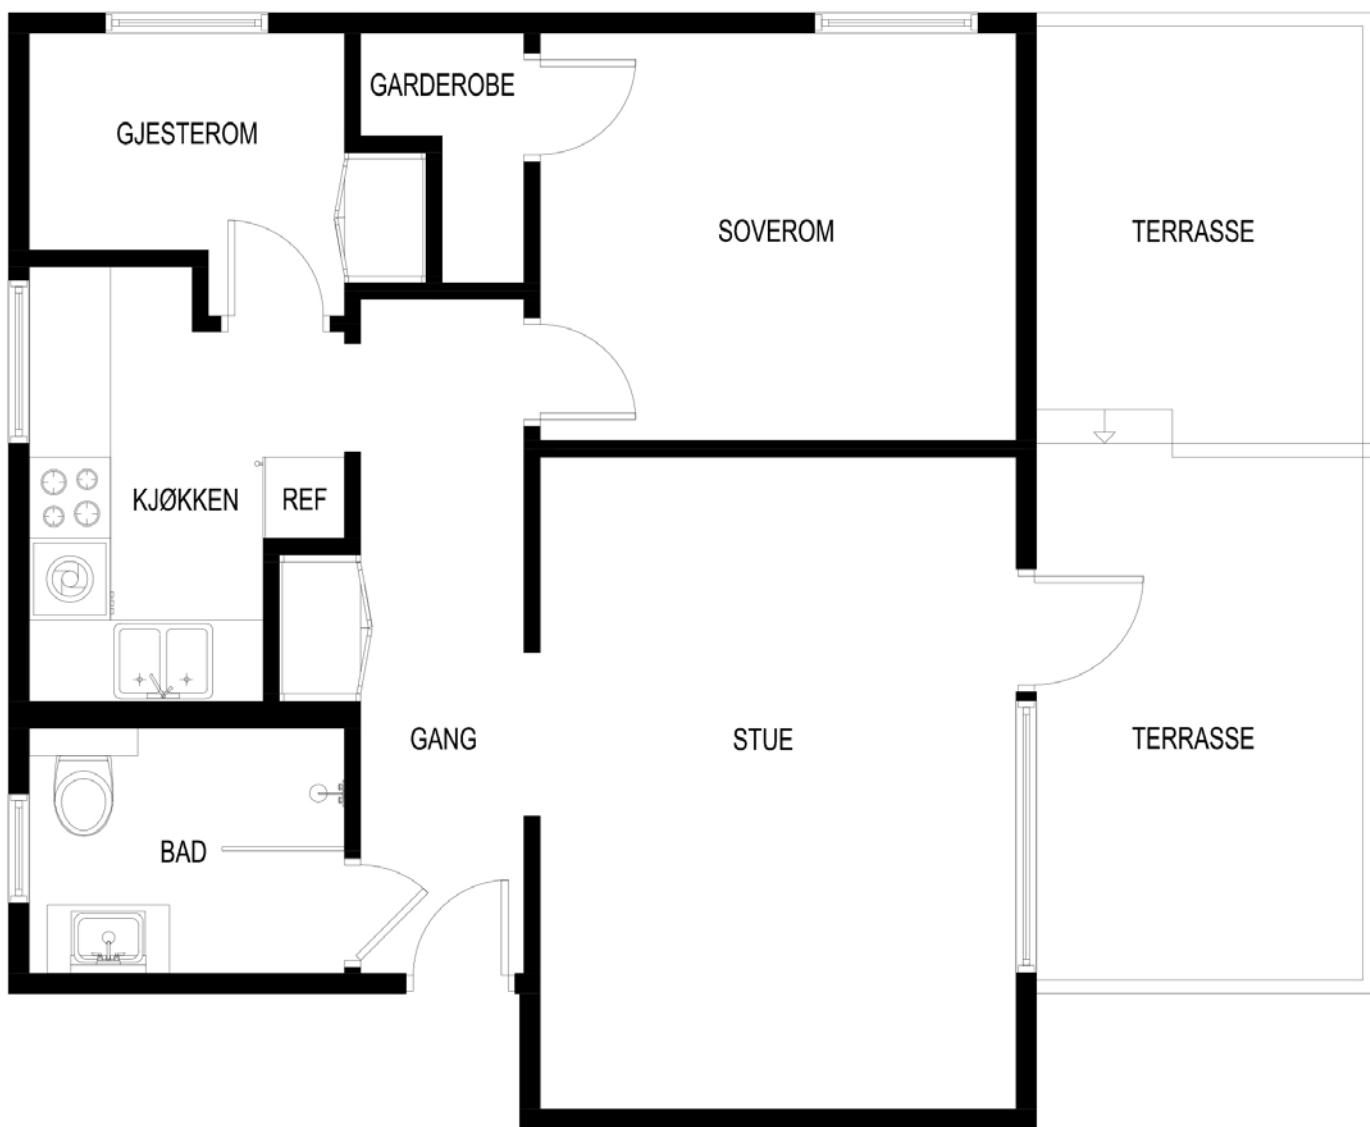 GARDEROBE
GJESTEROM
SOVEROM
TERRASSE
KJØKKEN
REF
GANG
STUE
TERRASSE
BAD